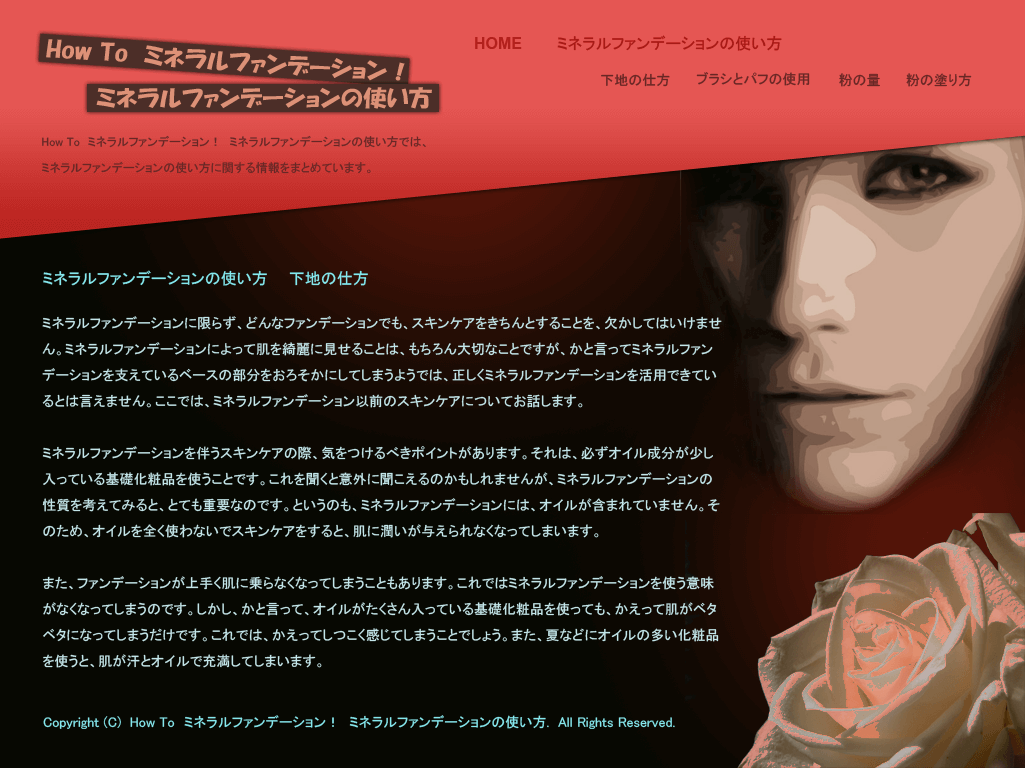 How To ミネラルファンデーション！
ミネラルファンデーションの使い方
HOME ミネラルファンデーションの使い方
下地の仕方 ブラシとパフの使用 粉の量 粉の塗り方
How To ミネラルファンデーション！ ミネラルファンデーションの使い方では、
ミネラルファンデーションの使い方に関する情報をまとめています。
ミネラルファンデーションの使い方 下地の仕方
ミネラルファンデーションに限らず、どんなファンデーションでも、スキンケアをきちんとすることを、欠かしてはいけませ
ん。ミネラルファンデーションによって肌を綺麗に見せることは、もちろん大切なことですが、かと言ってミネラルファン
デーションを支えているベースの部分をおろそかにしてしまうようでは、正しくミネラルファンデーションを活用できてい
るとは言えません。ここでは、ミネラルファンデーション以前のスキンケアについてお話します。
ミネラルファンデーションを伴うスキンケアの際、気をつけるべきポイントがあります。それは、必ずオイル成分が少し
入っている基礎化粧品を使うことです。これを聞くと意外に聞こえるのかもしれませんが、ミネラルファンデーションの
性質を考えてみると、とても重要なのです。というのも、ミネラルファンデーションには、オイルが含まれていません。そ
のため、オイルを全く使わないでスキンケアをすると、肌に潤いが与えられなくなってしまいます。
また、ファンデーションが上手く肌に乗らなくなってしまうこともあります。これではミネラルファンデーションを使う意味
がなくなってしまうのです。しかし、かと言って、オイルがたくさん入っている基礎化粧品を使っても、かえって肌がベタ
ベタになってしまうだけです。これでは、かえってしつこく感じてしまうことでしょう。また、夏などにオイルの多い化粧品
を使うと、肌が汗とオイルで充満してしまいます。
Copyright (C) How To ミネラルファンデーション！ ミネラルファンデーションの使い方. All Rights Reserved.